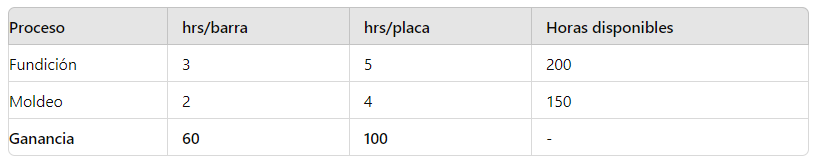 Proceso hrs/barra hrs/placa Horas disponibles
Fundición 3 5 200
Moldeo 2 4 150
Ganancia 60 100 -